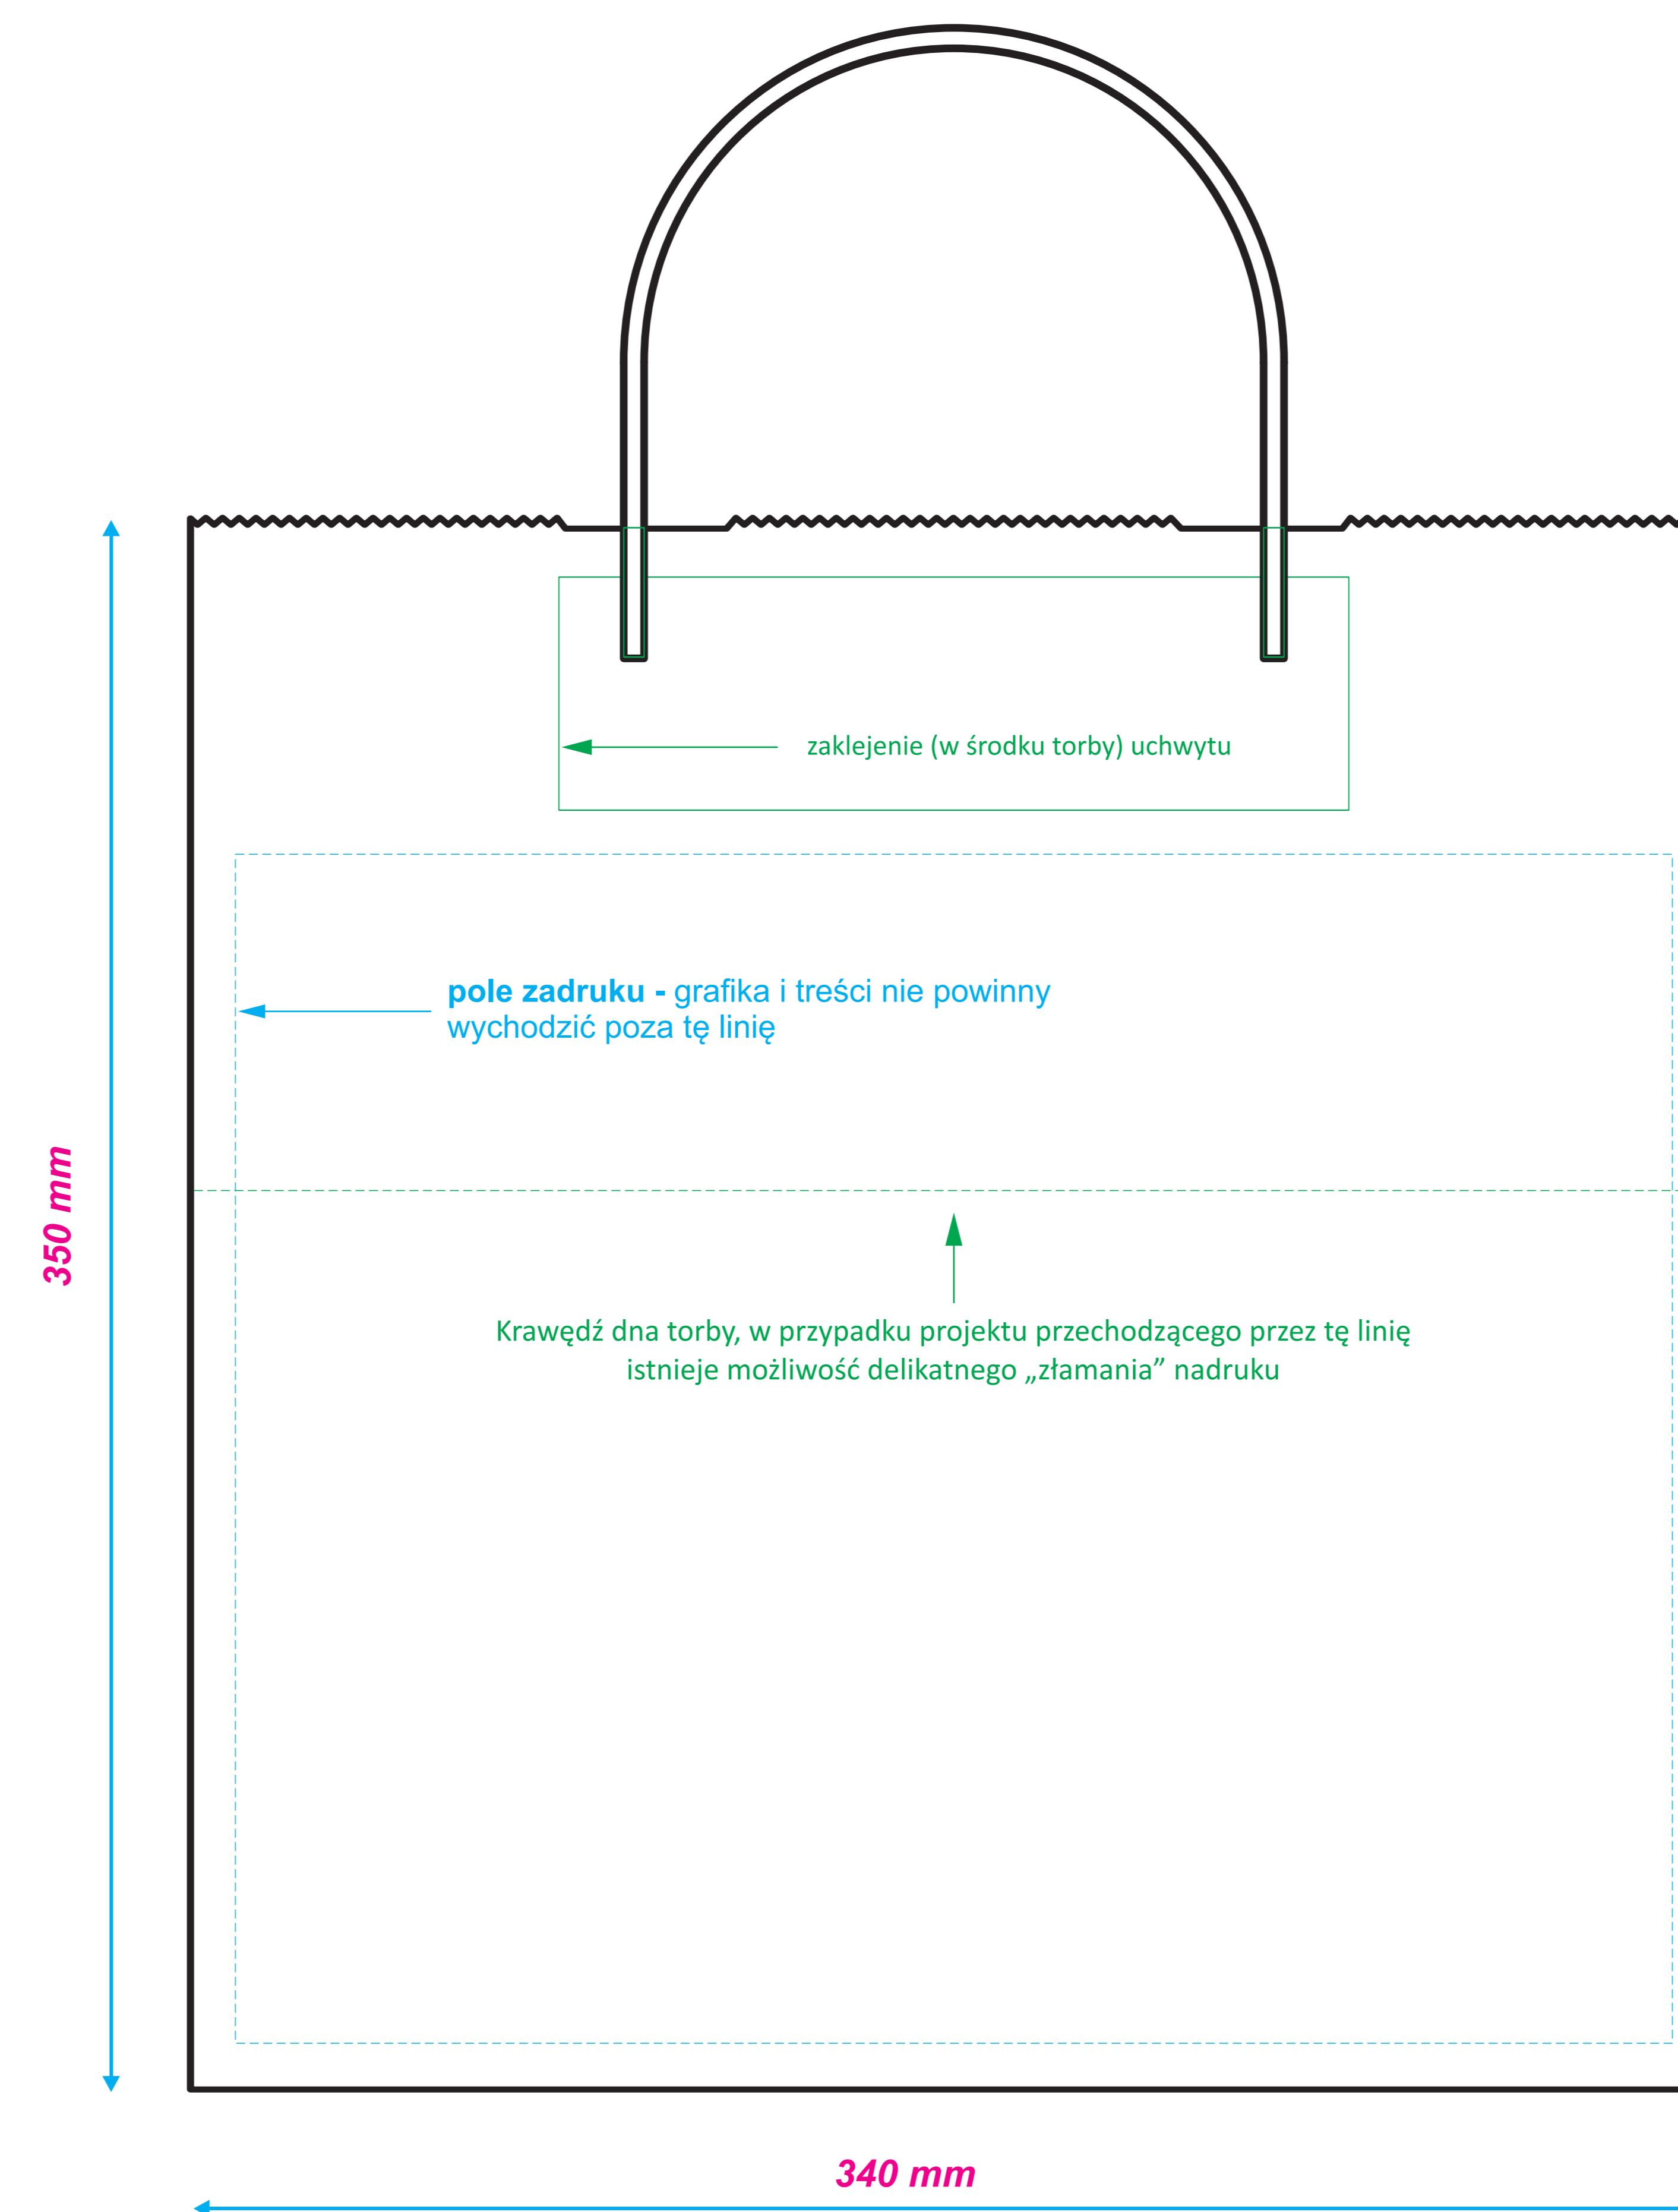 zaklejenie (w środku torby) uchwytu
pole zadruku - grafika i treści nie powinny
wychodzić poza tę linię
350 mm
Krawędź dna torby, w przypadku projektu przechodzącego przez tę linię
istnieje możliwość delikatnego „złamania” nadruku
340 mm